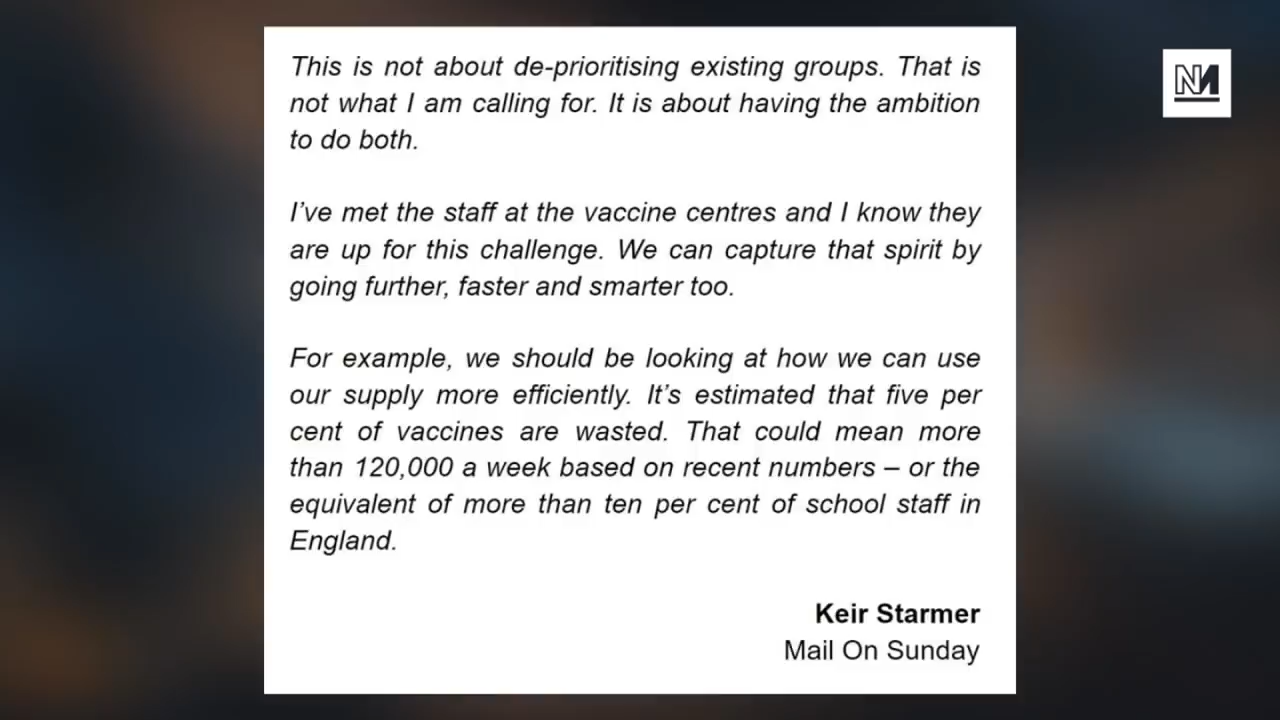 This is not about de-prioritising existing groups. That is
not what I am calling for. It is about having the ambition
to do both.
I’ve met the staff at the vaccine centres and I know they
are up for this challenge. We can capture that spirit by
going further, faster and smarter too.
For example, we should be looking at how we can use
our supply more efficiently. It’s estimated that five per
cent of vaccines are wasted. That could mean more
than 120,000 a week based on recent numbers – or the
equivalent of more than ten per cent of school staff in
England.
Keir Starmer
Mail On Sunday
NM